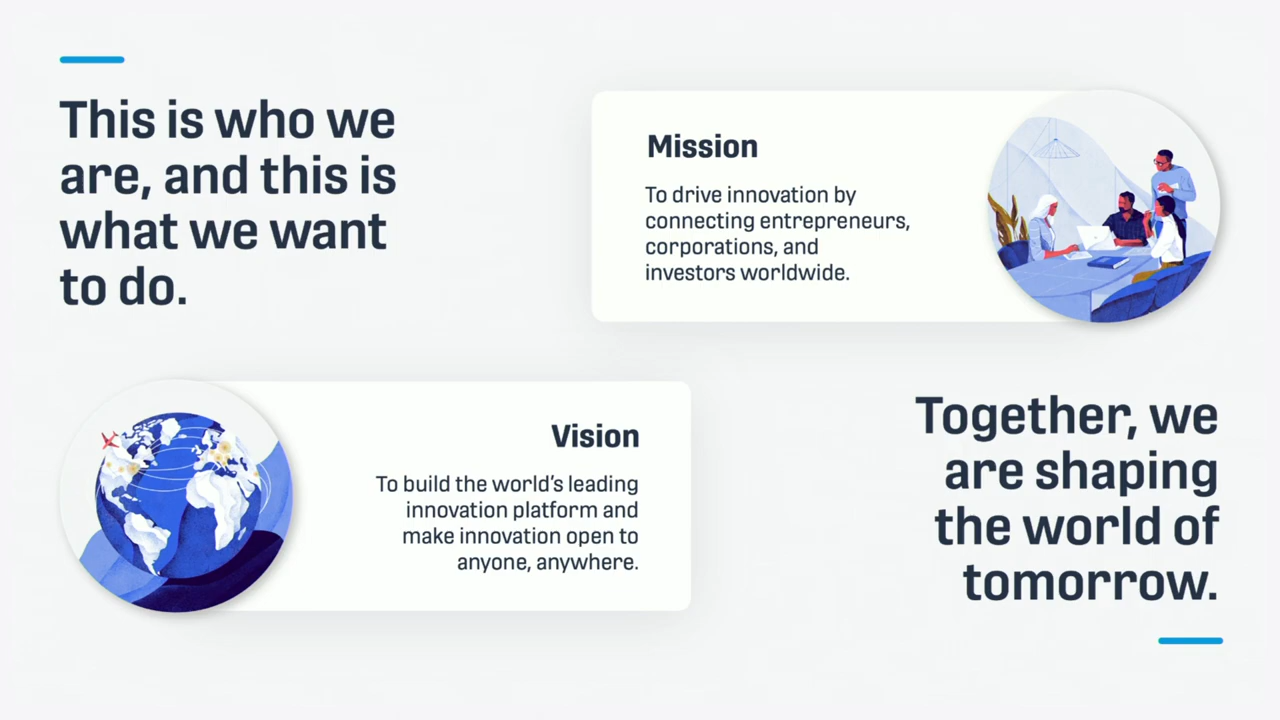 This is who we
are, and this is
what we want
to do.
Mission
To drive innovation by
connecting entrepreneurs,
corporations, and
investors worldwide.
Vision
To build the world's leading
innovation platform and
make innovation open to
anyone, anywhere.
Together, we
are shaping
the world of
tomorrow.